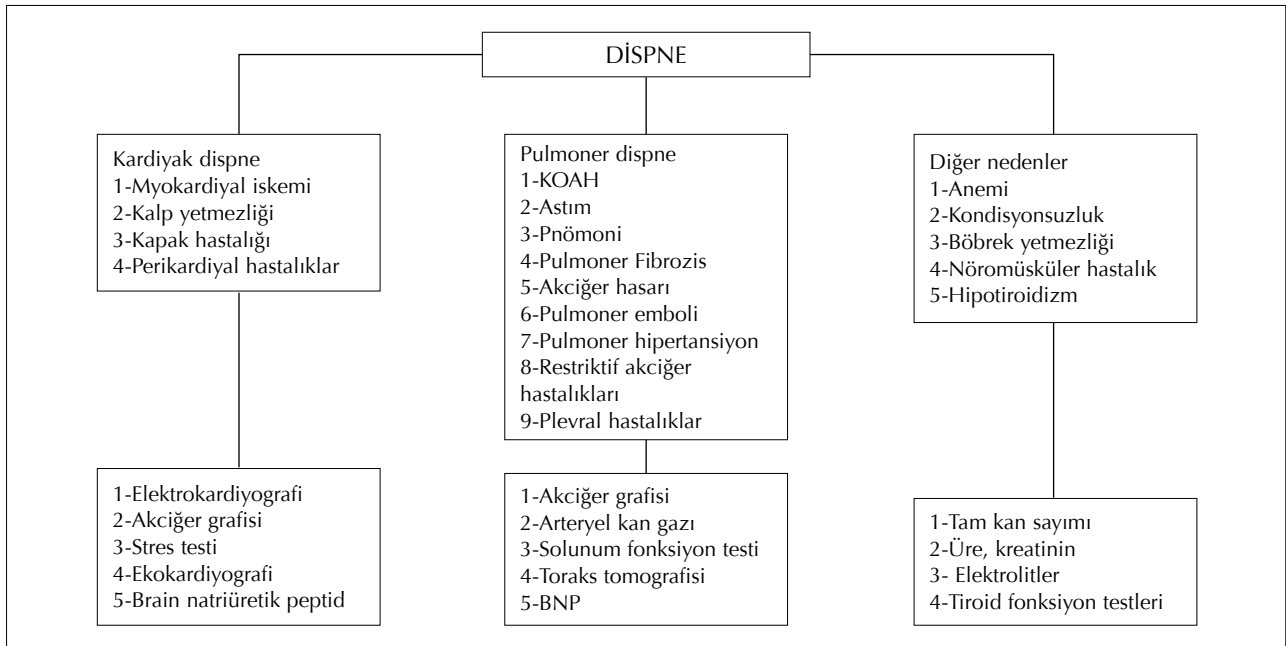 DİSPNE
Kardiyak dispne
1-Myokardiyal iskemi
2-Kalp yetmezliği
3-Kapak hastalığı
4-Perikardiyal hastalıklar
Pulmoner dispne
1-KOAH
2-Astım
3-Pnömoni
4-Pulmoner Fibrozis
5-Akciğer hasarı
6-Pulmoner emboli
7-Pulmoner hipertansiyon
8-Restriktif akciğer
hastalıkları
9-Plevral hastalıklar
Diğer nedenler
1-Anemi
2-Kondisyonsuzluk
3-Böbrek yetmezliği
4-Nöromüsküler hastalık
5-Hipotiroidizm
1-Elektrokardiyografi
2-Akciğer grafisi
3-Stres testi
4-Ekokardiyografi
5-Brain natriüretik peptid
1-Akciğer grafisi
2-Arteryel kan gazı
3-Solunum fonksiyon testi
4-Toraks tomografisi
5-BNP
1-Tam kan sayımı
2-Üre, kreatinin
3- Elektrolitler
4-Tiroid fonksiyon testleri